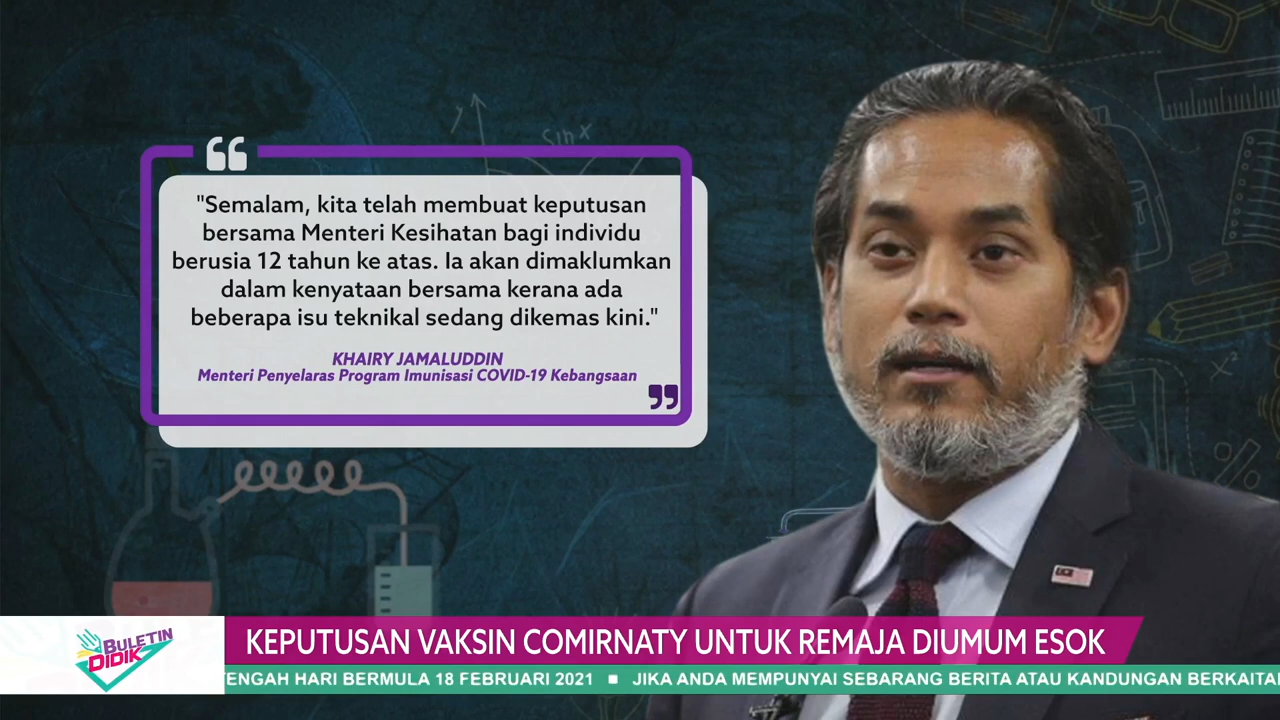 "Semalam, kita telah membuat keputusan
bersama Menteri Kesihatan bagi individu
berusia 12 tahun ke atas. Ia akan dimaklumkan
dalam kenyataan bersama kerana ada
beberapa isu teknikal sedang dikemas kini."
KHAIRY JAMALUDDIN
Menteri Penyelaras Program Imunisasi COVID-19 Kebangsaan
y
Sin x
x²
%
BULETIN
DIDIK
KEPUTUSAN VAKSIN COMIRNATY UNTUK REMAJA DIUMUM ESOK
TENGAH HARI BERMULA 18 FEBRUARI 2021 ■ JIKA ANDA MEMPUNYAI SEBARANG BERITA ATAU KANDUNGAN BERKAITAN